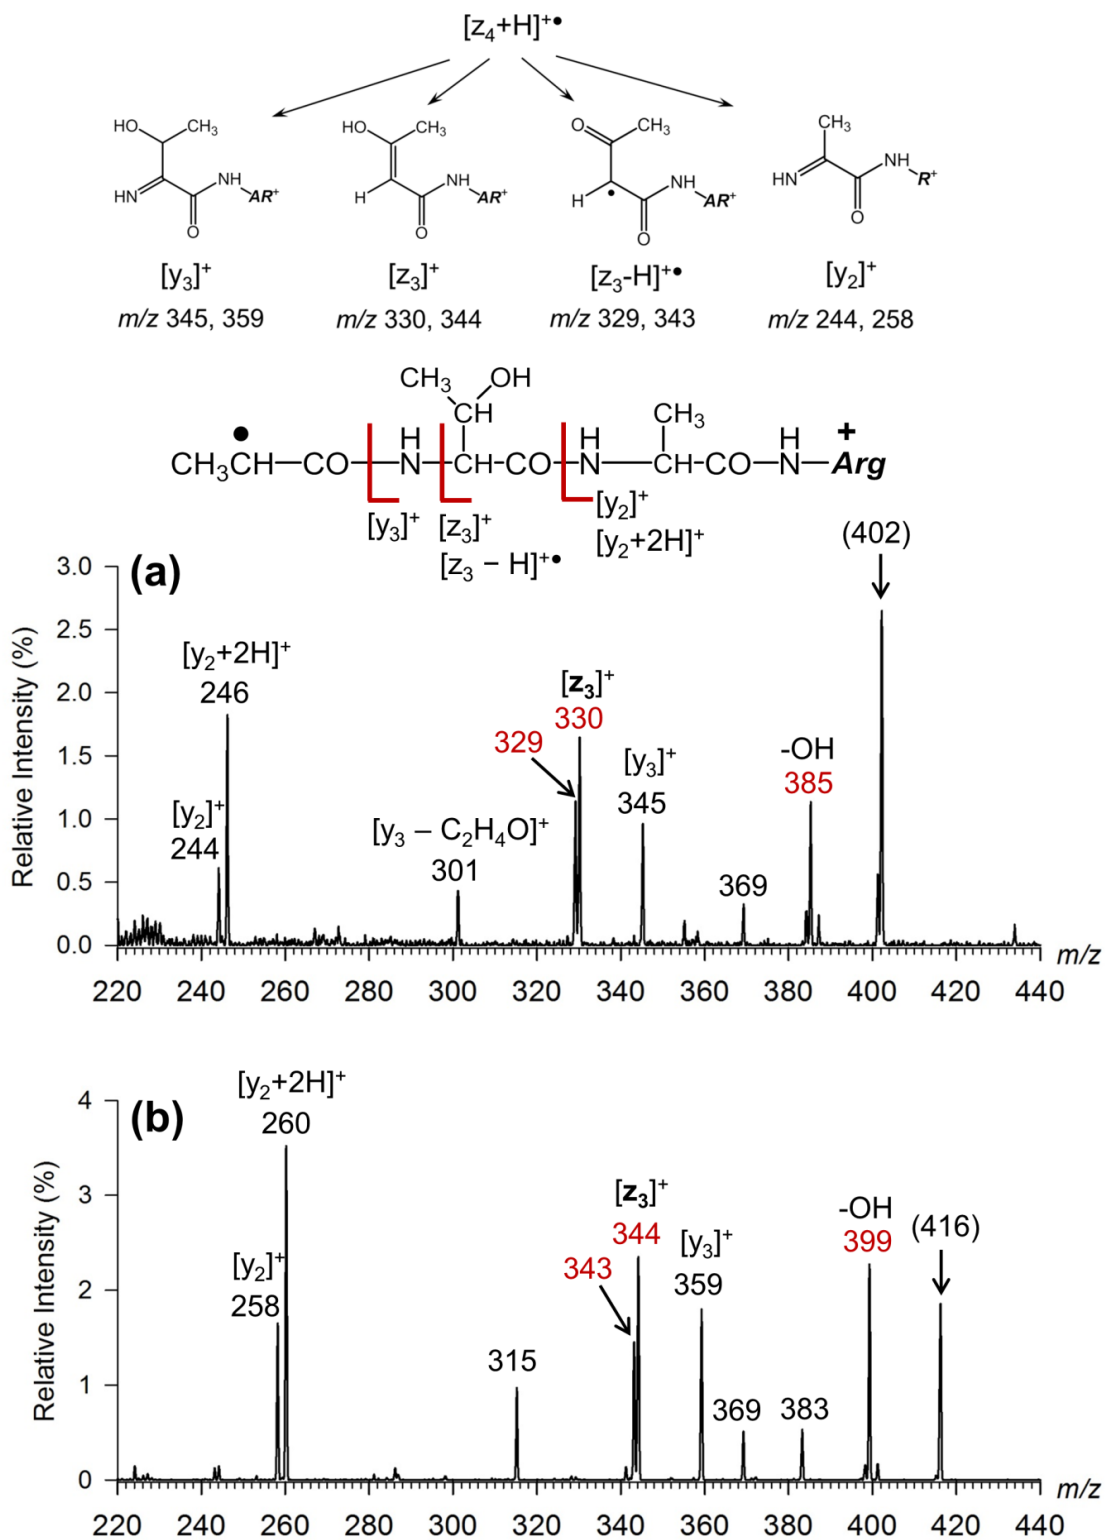 [z4+H]+•
HO CH3 HO CH3 O CH3 CH3
HN NH AR+ H NH AR+ H • NH AR+ HN NH R+
O O O O
[y3]+ [z3]+ [z3-H]+• [y2]+
m/z 345, 359 m/z 330, 344 m/z 329, 343 m/z 244, 258
CH3 OH
CH CH3
• H H H +
CH3CH—CO—N—CH—CO—N—CH—CO—N—Arg
[y3]+ [z3]+ [y2]+
[z3 − H]+• [y2+2H]+
(a)
(402)
[y2+2H]+
246
[z3]+
330
329
-OH
385
[y3]+
345
[y2]+
244
[y3 – C2H4O]+
301
369
Relative Intensity (%)
3.0
2.5
2.0
1.5
1.0
0.5
0.0
m/z
220 240 260 280 300 320 340 360 380 400 420 440
(b)
[y2+2H]+
260
[z3]+
344
343
[y3]+
359
-OH
399
(416)
[y2]+
258
315
369
383
Relative Intensity (%)
4
3
2
1
0
m/z
220 240 260 280 300 320 340 360 380 400 420 440